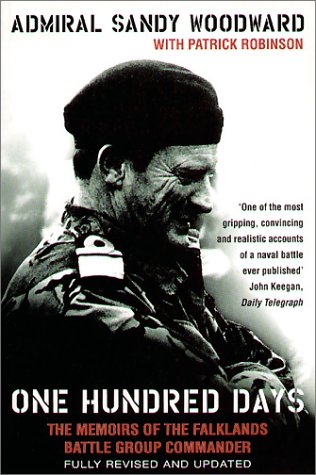 ADMIRAL SANDY WOODWARD
WITH PATRICK ROBINSON
'One of the most
gripping, convincing
and realistic accounts
of a naval battle
ever published'
John Keegan,
Daily Telegraph
ONE HUNDRED DAYS
THE MEMOIRS OF THE FALKLANDS
BATTLE GROUP COMMANDER
FULLY REVISED AND UPDATED